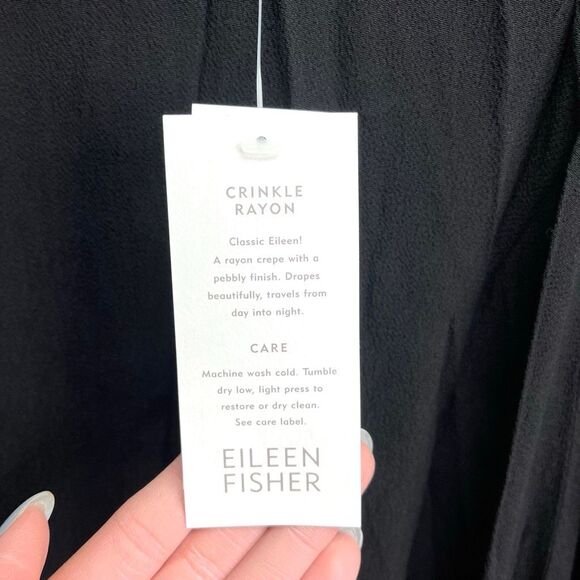 CRINKLE
RAYON
Classic Eileen!
A rayon crepe with a
pebbly finish. Drapes
beautifully, travels from
day into night.
CARE
Machine wash cold. Tumble
dry low, light press to
restore or dry clean.
See care label.
EILEEN
FISHER